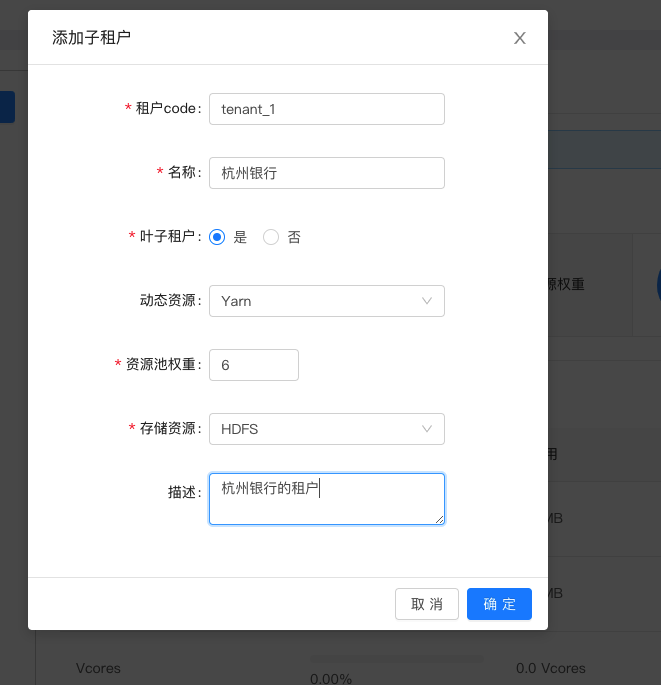 添加子租户
* 租户code: tenant_1
* 名称: 杭州银行
* 叶子租户: 是 否
源权重
动态资源: Yarn
* 资源池权重: 6
* 存储资源: HDFS
用
描述: 杭州银行的租户
MB
MB
取 消 确 定
Vcores 0.0 Vcores
0.00%